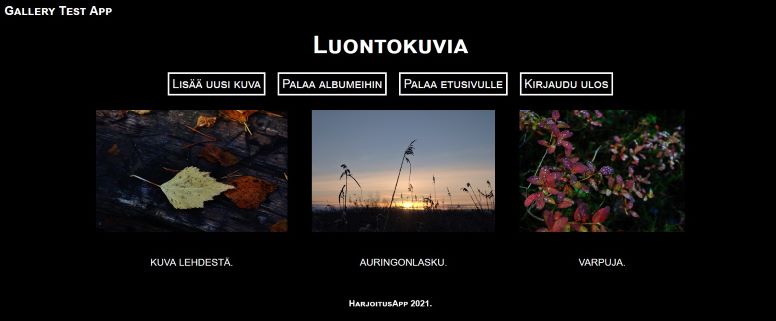 Gallery Test App
Luontokuvia
Lisää uusi kuva Palaa albumeihin Palaa etusivulle Kirjaudu ulos
KUVA LEHDESTÄ. AURINGONLASKU. VARPUJA.
HarjoitusApp 2021.